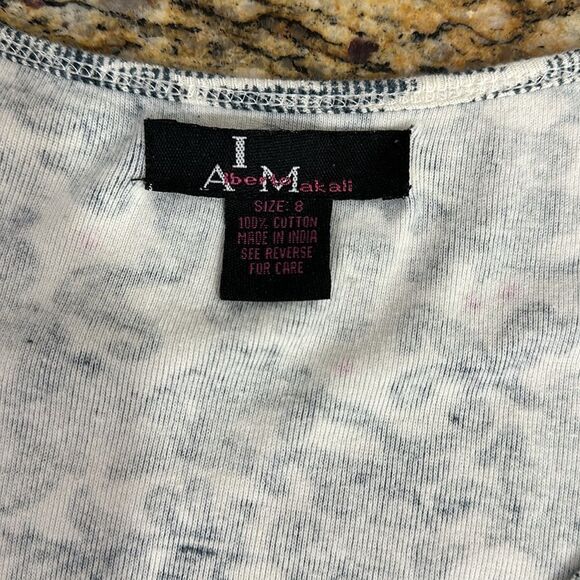 I
Alberto Makali
SIZE: 8
100% COTTON
MADE IN INDIA
SEE REVERSE
FOR CARE